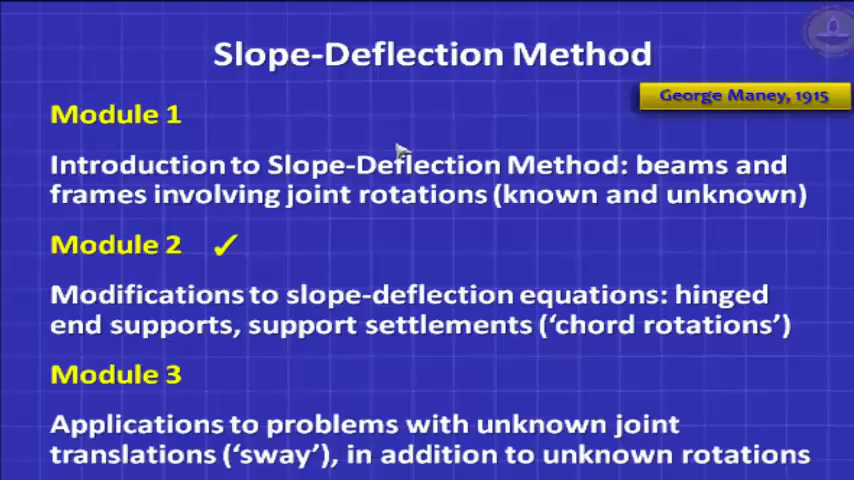 Slope-Deflection Method
George Maney, 1915
Module 1
Introduction to Slope-Deflection Method: beams and
frames involving joint rotations (known and unknown)
Module 2 ✓
Modifications to slope-deflection equations: hinged
end supports, support settlements (‘chord rotations’)
Module 3
Applications to problems with unknown joint
translations (‘sway’), in addition to unknown rotations